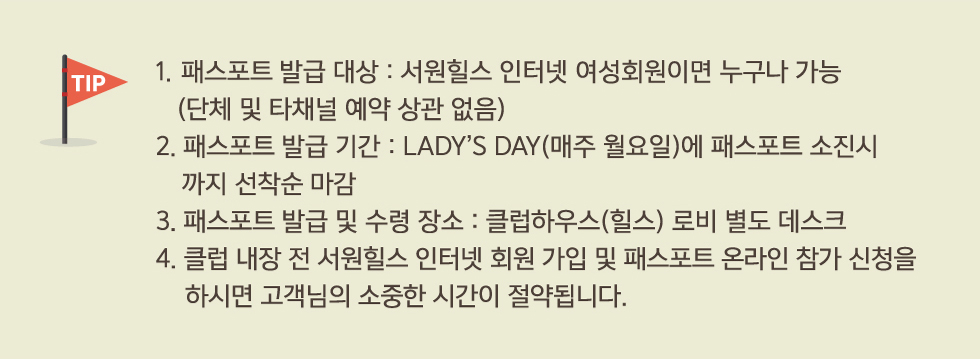 TIP
1. 패스포트 발급 대상 : 서원힐스 인터넷 여성회원이면 누구나 가능
(단체 및 타채널 예약 상관 없음)
2. 패스포트 발급 기간 : LADY’S DAY(매주 월요일)에 패스포트 소진시
까지 선착순 마감
3. 패스포트 발급 및 수령 장소 : 클럽하우스(힐스) 로비 별도 데스크
4. 클럽 내장 전 서원힐스 인터넷 회원 가입 및 패스포트 온라인 참가 신청을
하시면 고객님의 소중한 시간이 절약됩니다.